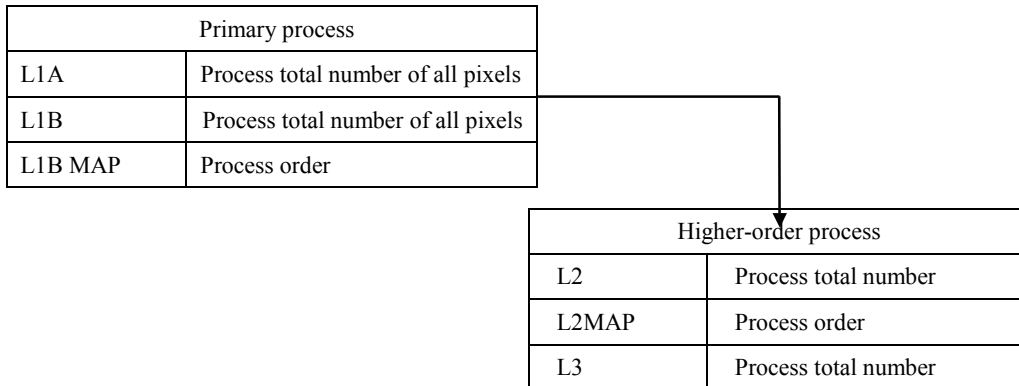 Primary process
L1A Process total number of all pixels
L1B Process total number of all pixels
L1B MAP Process order
Higher-order process
L2 Process total number
L2MAP Process order
L3 Process total number